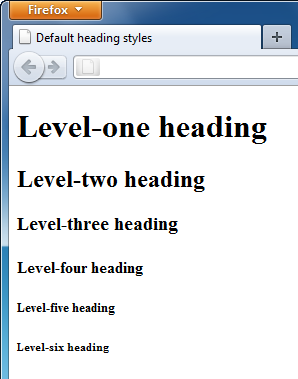 Firefox
Default heading styles
Level-one heading
Level-two heading
Level-three heading
Level-four heading
Level-five heading
Level-six heading